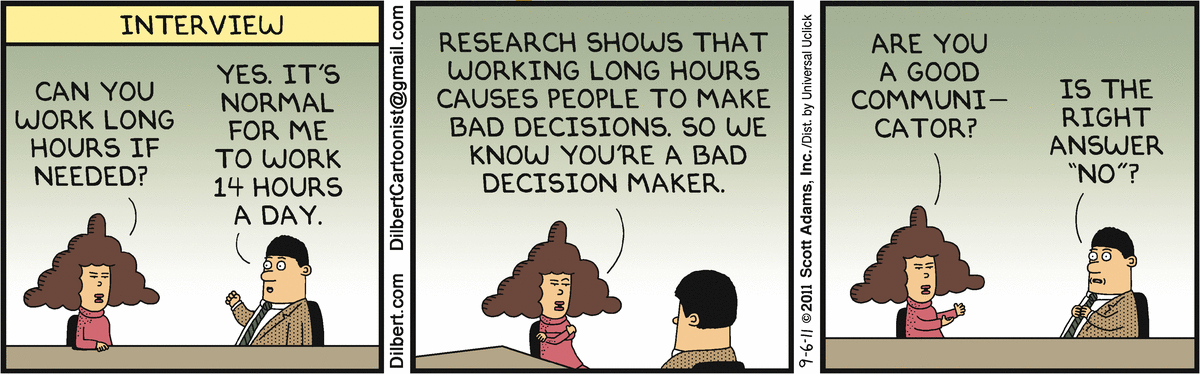 INTERVIEW
CAN YOU
WORK LONG
HOURS IF
NEEDED?
YES. IT'S
NORMAL
FOR ME
TO WORK
14 HOURS
A DAY.
Dilbert.com DilbertCartoonist@gmail.com
RESEARCH SHOWS THAT
WORKING LONG HOURS
CAUSES PEOPLE TO MAKE
BAD DECISIONS. SO WE
KNOW YOU'RE A BAD
DECISION MAKER.
9-6-11 ©2011 Scott Adams, Inc./Dist. by Universal Uclick
ARE YOU
A GOOD
COMMUNI—
CATOR?
IS THE
RIGHT
ANSWER
"NO"?